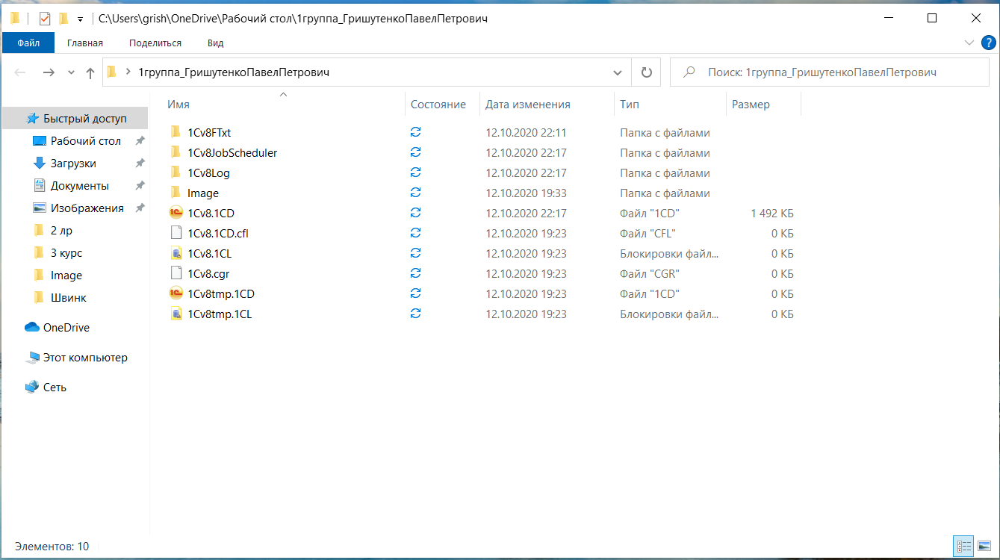 C:\Users\grish\OneDrive\Рабочий стол\1группа_ГришутенкоПавелПетрович
Файл Главная Поделиться Вид ?
1группа_ГришутенкоПавелПетрович Поиск: 1группа_ГришутенкоПавелПетрович
Имя Состояние Дата изменения Тип Размер
Быстрый доступ
Рабочий стол
Загрузки
Документы
Изображения
2 лр
3 курс
Image
Швинк
OneDrive
Этот компьютер
Сеть
1Cv8FTxt 12.10.2020 22:11 Папка с файлами
1Cv8JobScheduler 12.10.2020 22:17 Папка с файлами
1Cv8Log 12.10.2020 22:17 Папка с файлами
Image 12.10.2020 19:33 Папка с файлами
1Cv8.1CD 12.10.2020 22:17 Файл "1CD" 1 492 КБ
1Cv8.1CD.cfl 12.10.2020 19:23 Файл "CFL" 0 КБ
1Cv8.1CL 12.10.2020 19:23 Блокировки файл... 0 КБ
1Cv8.cgr 12.10.2020 19:23 Файл "CGR" 0 КБ
1Cv8tmp.1CD 12.10.2020 19:23 Файл "1CD" 0 КБ
1Cv8tmp.1CL 12.10.2020 19:23 Блокировки файл... 0 КБ
Элементов: 10